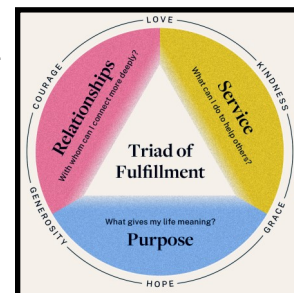 LOVE
KINDNESS
GRACE
HOPE
GENEROSITY
COURAGE
Relationships
With whom can I connect more deeply?
Service
What can I do to help others?
Triad of
Fulfillment
What gives my life meaning?
Purpose